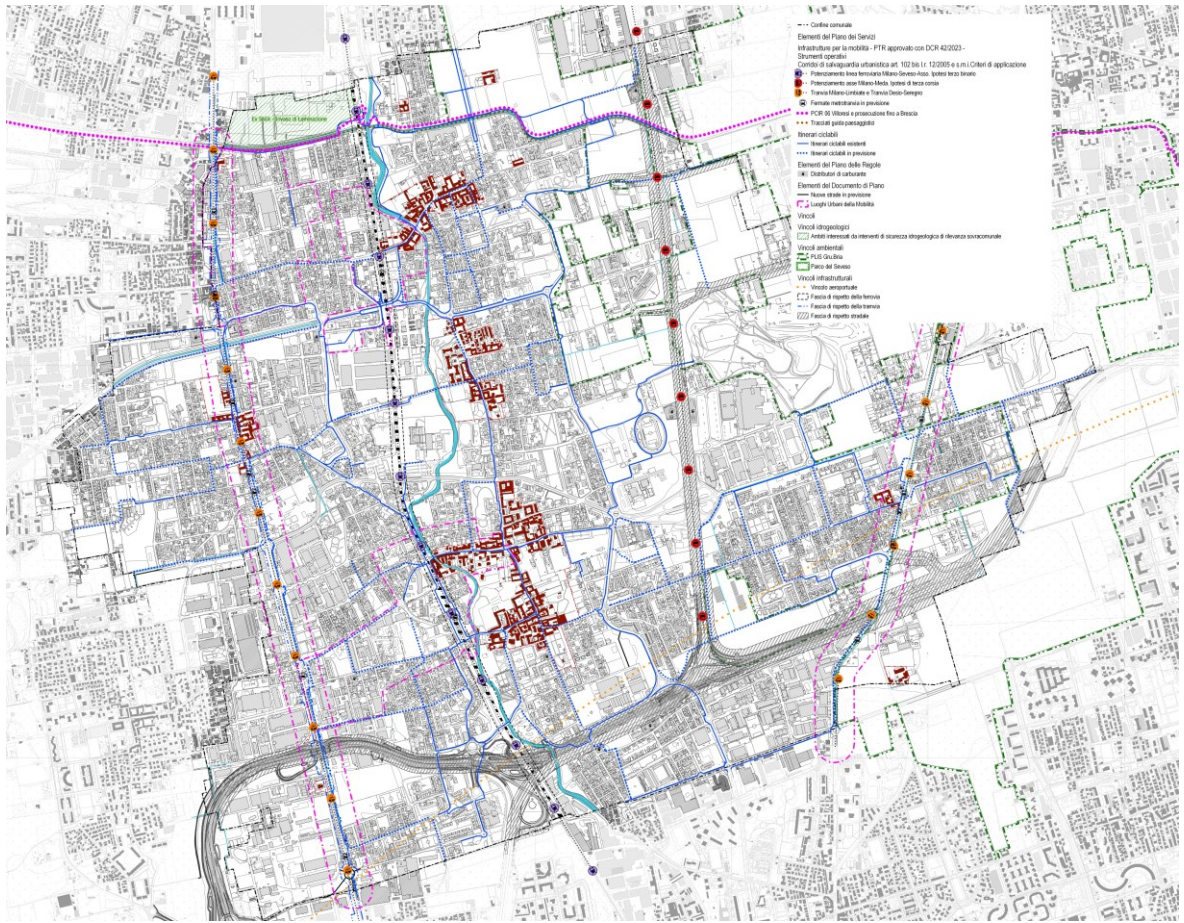 Confine comunale
Elementi del Piano dei Servizi
Infrastrutture per la mobilità - PTR approvato con DCR 42/2023 -
Strumenti operativi
Corridoi di salvaguardia urbanistica art. 102 bis l.r. 12/2005 e s.m.i.Criteri di applicazione
Potenziamento linea ferroviaria Milano-Seveso-Asso. Ipotesi terzo binario
Potenziamento asse Milano-Meda. Ipotesi di terza corsia
Tranvia Milano-Limbiate e Tranvia Desio-Seregno
Fermate metrotranvia in previsione
PCIR 06 Villoresi e prosecuzione fino a Brescia
Tracciati guida paesaggistici
Itinerari ciclabili
Itinerari ciclabili esistenti
Itinerari ciclabili in previsione
Elementi del Piano delle Regole
Distributori di carburante
Elementi del Documento di Piano
Nuove strade in previsione
Luoghi Urbani della Mobilità
Vincoli
Vincoli idrogeologici
Ambiti interessati da interventi di sicurezza idrogeologica di rilevanza sovracomunale
Vincoli ambientali
PLIS Gru.Bria
Parco del Seveso
Vincoli infrastrutturali
Vincolo aeroportuale
Fascia di rispetto della ferrovia
Fascia di rispetto della tramvia
Fascia di rispetto stradale